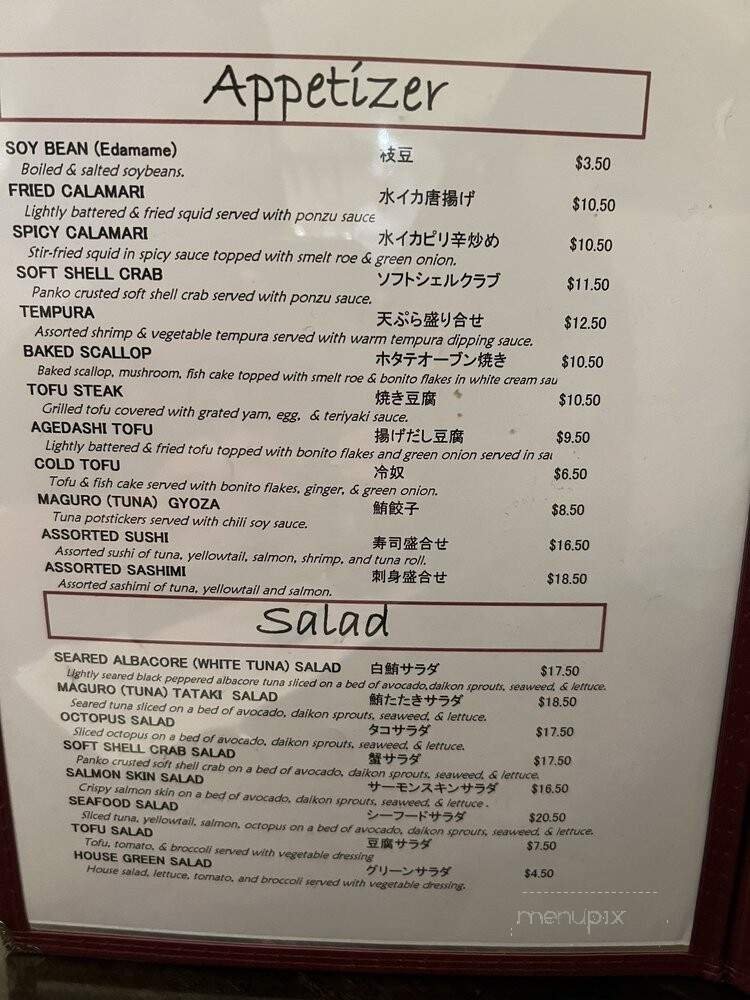 Appetizer
SOY BEAN (Edamame) 枝豆 $3.50
Boiled & salted soybeans.
FRIED CALAMARI 水イカ唐揚げ $10.50
Lightly battered & fried squid served with ponzu sauce
SPICY CALAMARI 水イカピリ辛炒め $10.50
Stir-fried squid in spicy sauce topped with smelt roe & green onion.
SOFT SHELL CRAB ソフトシェルクラブ $11.50
Panko crusted soft shell crab served with ponzu sauce.
TEMPURA 天ぷら盛り合せ $12.50
Assorted shrimp & vegetable tempura served with warm tempura dipping sauce.
BAKED SCALLOP ホタテオーブン焼き $10.50
Baked scallop, mushroom, fish cake topped with smelt roe & bonito flakes in white cream sau
TOFU STEAK 焼き豆腐 $10.50
Grilled tofu covered with grated yam, egg, & teriyaki sauce.
AGEDASHI TOFU 揚げだし豆腐 $9.50
Lightly battered & fried tofu topped with bonito flakes and green onion served in sau
COLD TOFU 冷奴 $6.50
Tofu & fish cake served with bonito flakes, ginger, & green onion.
MAGURO (TUNA) GYOZA 鮪餃子 $8.50
Tuna potstickers served with chili soy sauce.
ASSORTED SUSHI 寿司盛合せ $16.50
Assorted sushi of tuna, yellowtail, salmon, shrimp, and tuna roll.
ASSORTED SASHIMI 刺身盛合せ $18.50
Assorted sashimi of tuna, yellowtail and salmon.
Salad
SEARED ALBACORE (WHITE TUNA) SALAD 白鮪サラダ $17.50
Lightly seared black peppered albacore tuna sliced on a bed of avocado,daikon sprouts, seaweed, & lettuce.
MAGURO (TUNA) TATAKI SALAD 鮪たたきサラダ $18.50
Seared tuna sliced on a bed of avocado, daikon sprouts, seaweed, & lettuce.
OCTOPUS SALAD タコサラダ $17.50
Sliced octopus on a bed of avocado, daikon sprouts, seaweed, & lettuce.
SOFT SHELL CRAB SALAD 蟹サラダ $17.50
Panko crusted soft shell crab on a bed of avocado, daikon sprouts, seaweed, & lettuce.
SALMON SKIN SALAD サーモンスキンサラダ $16.50
Crispy salmon skin on a bed of avocado, daikon sprouts, seaweed, & lettuce .
SEAFOOD SALAD シーフードサラダ $20.50
Sliced tuna, yellowtail, salmon, octopus on a bed of avocado, daikon sprouts, seaweed, & lettuce.
TOFU SALAD 豆腐サラダ $7.50
Tofu, tomato, & broccoli served with vegetable dressing
HOUSE GREEN SALAD グリーンサラダ $4.50
House salad, lettuce, tomato, and broccoli served with vegetable dressing.
menupix